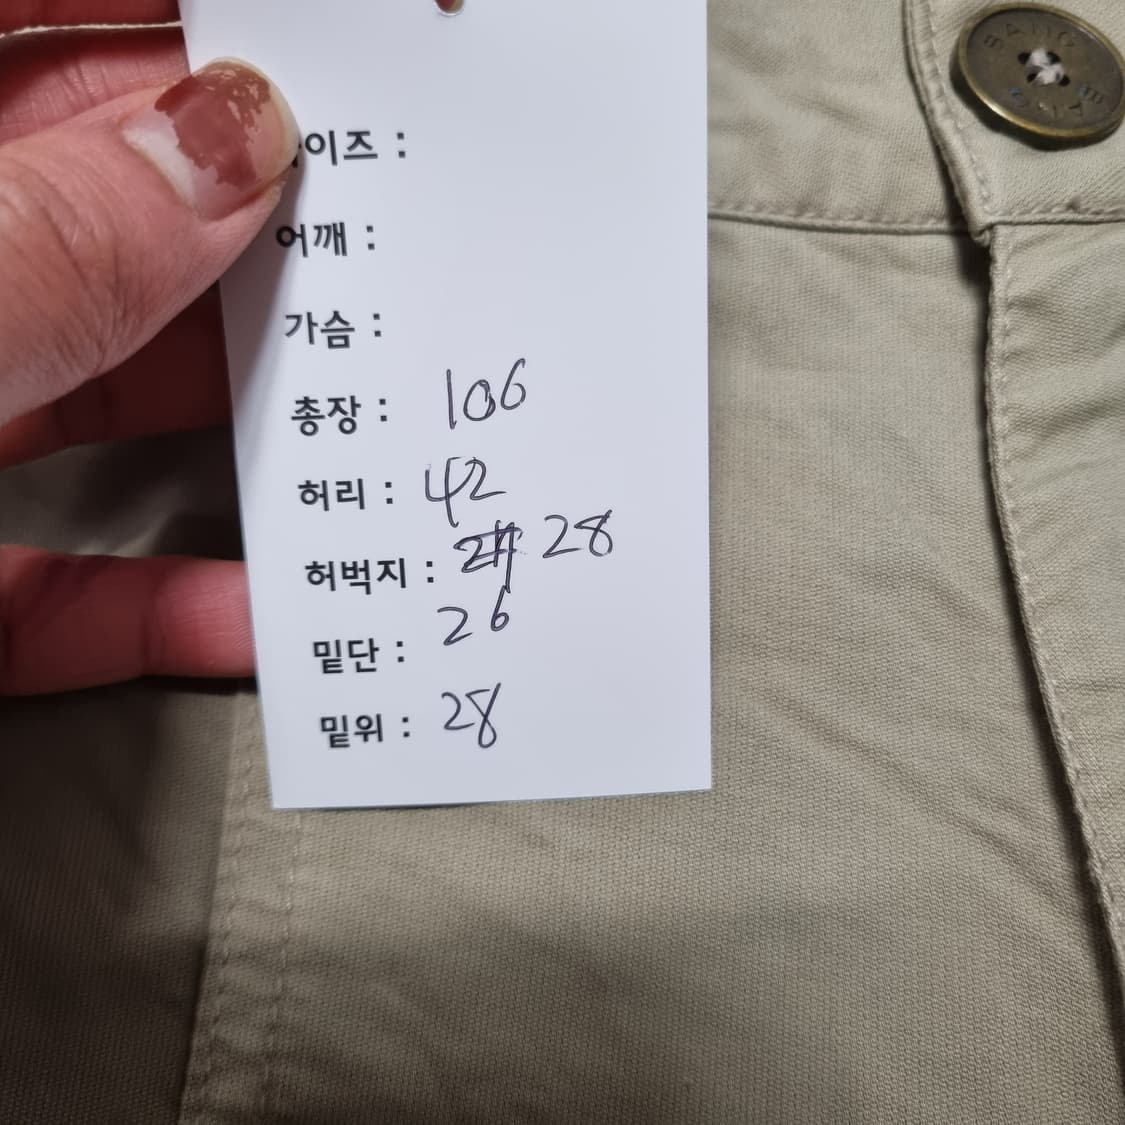 이즈 :
어깨 :
가슴 :
총장 : 106
허리 : 42
허벅지 : 28
밑단 : 26
밑위 : 28